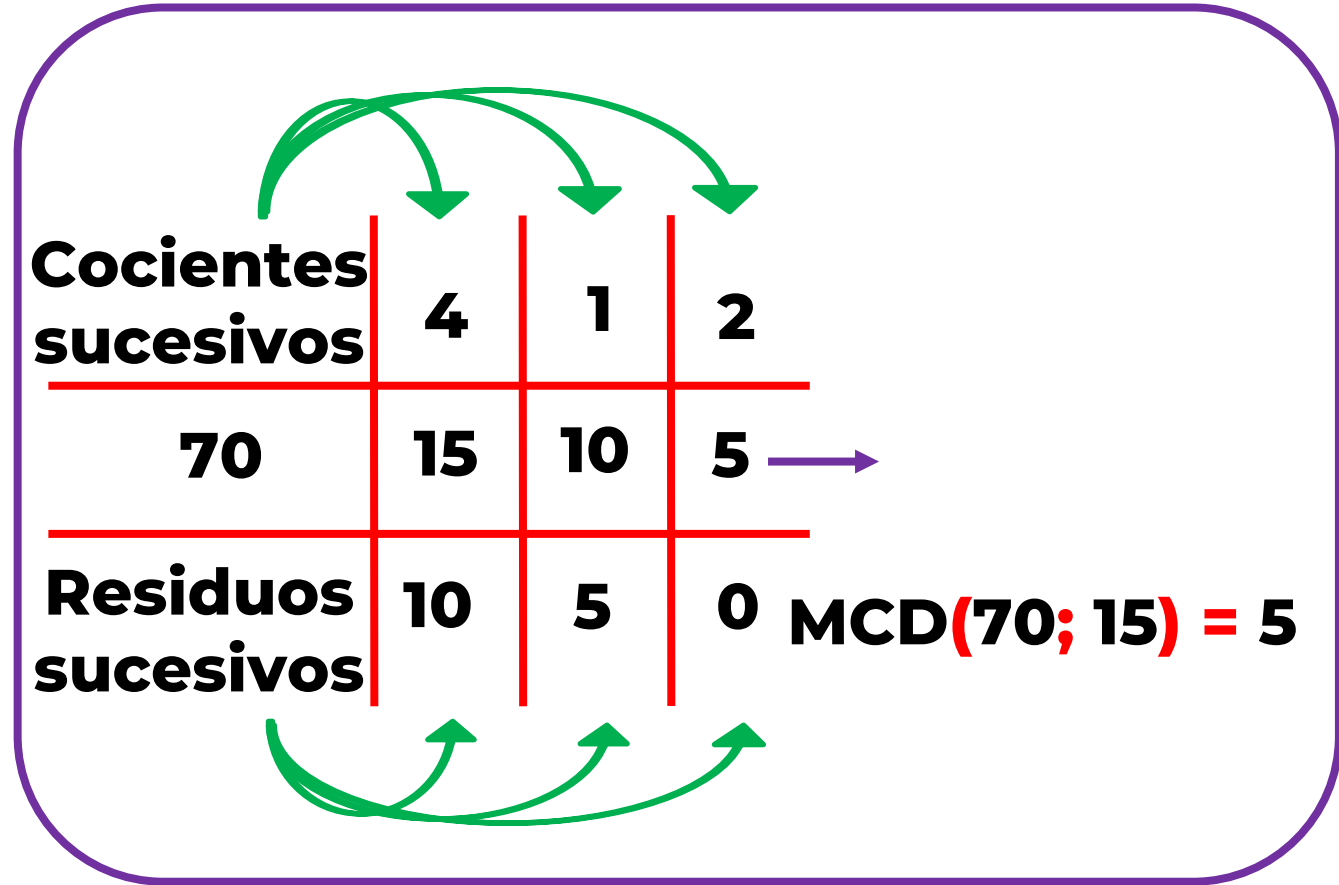 Cocientes
sucesivos
4 1 2
70 15 10 5
Residuos
sucesivos
10 5 0
MCD(70; 15) = 5